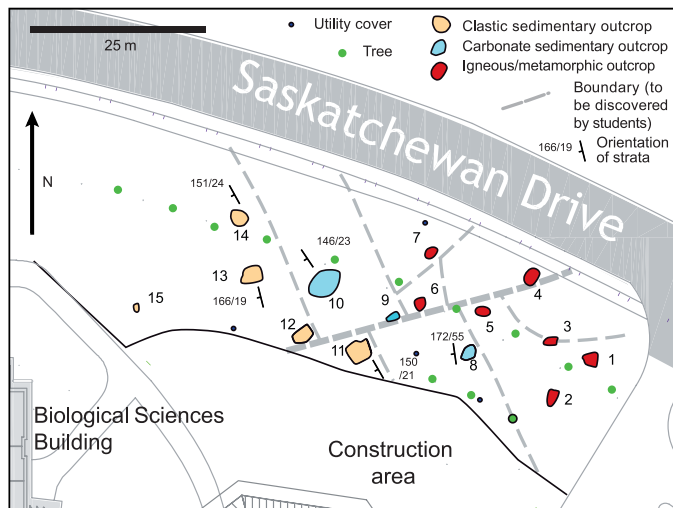 25 m
Utility cover
Tree
Clastic sedimentary outcrop
Carbonate sedimentary outcrop
Igneous/metamorphic outcrop
Boundary (to
be discovered
by students)
166/19
Orientation
of strata
Saskatchewan Drive
N
151/24
14
146/23
7
13
166/19
10
6
4
9
15
12
5
3
11
172/55
8
1
150
/21
2
Biological Sciences
Building
Construction
area